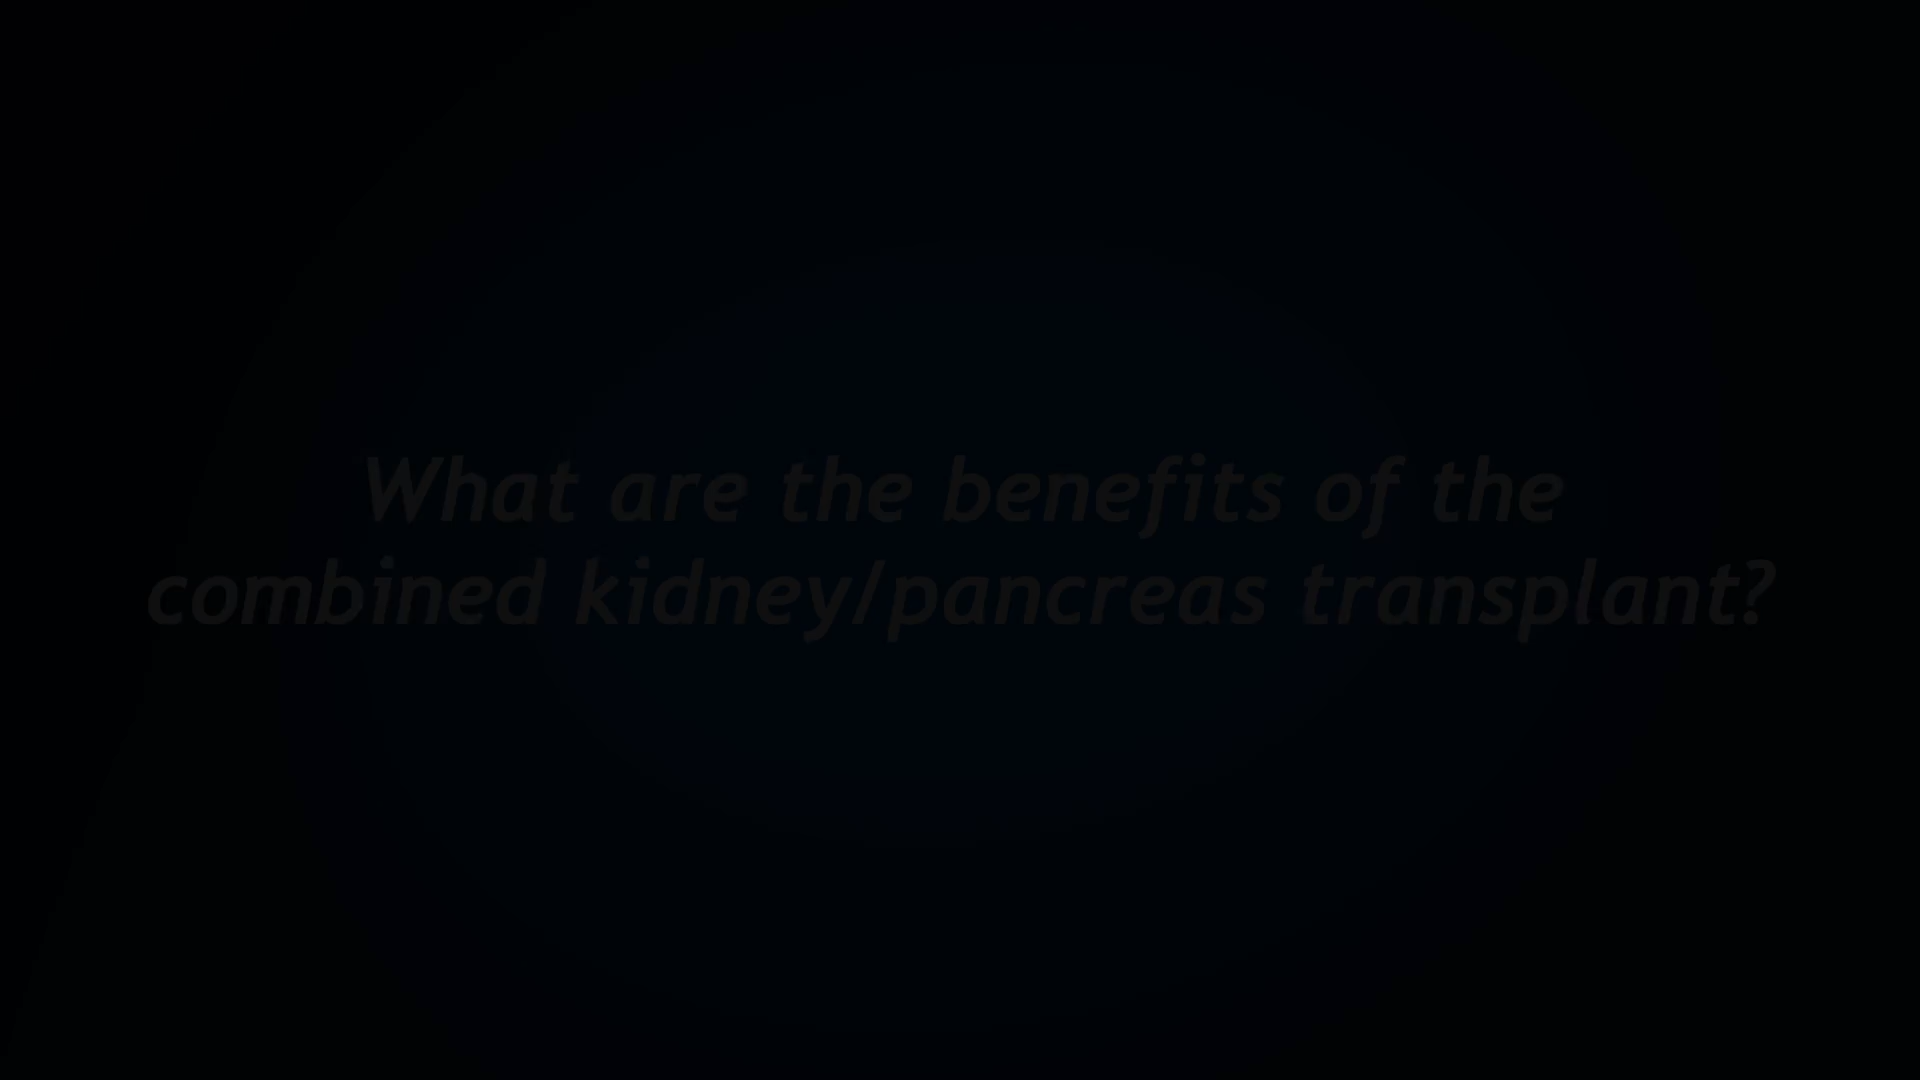 What are the benefits of the
combined kidney/pancreas transplant?